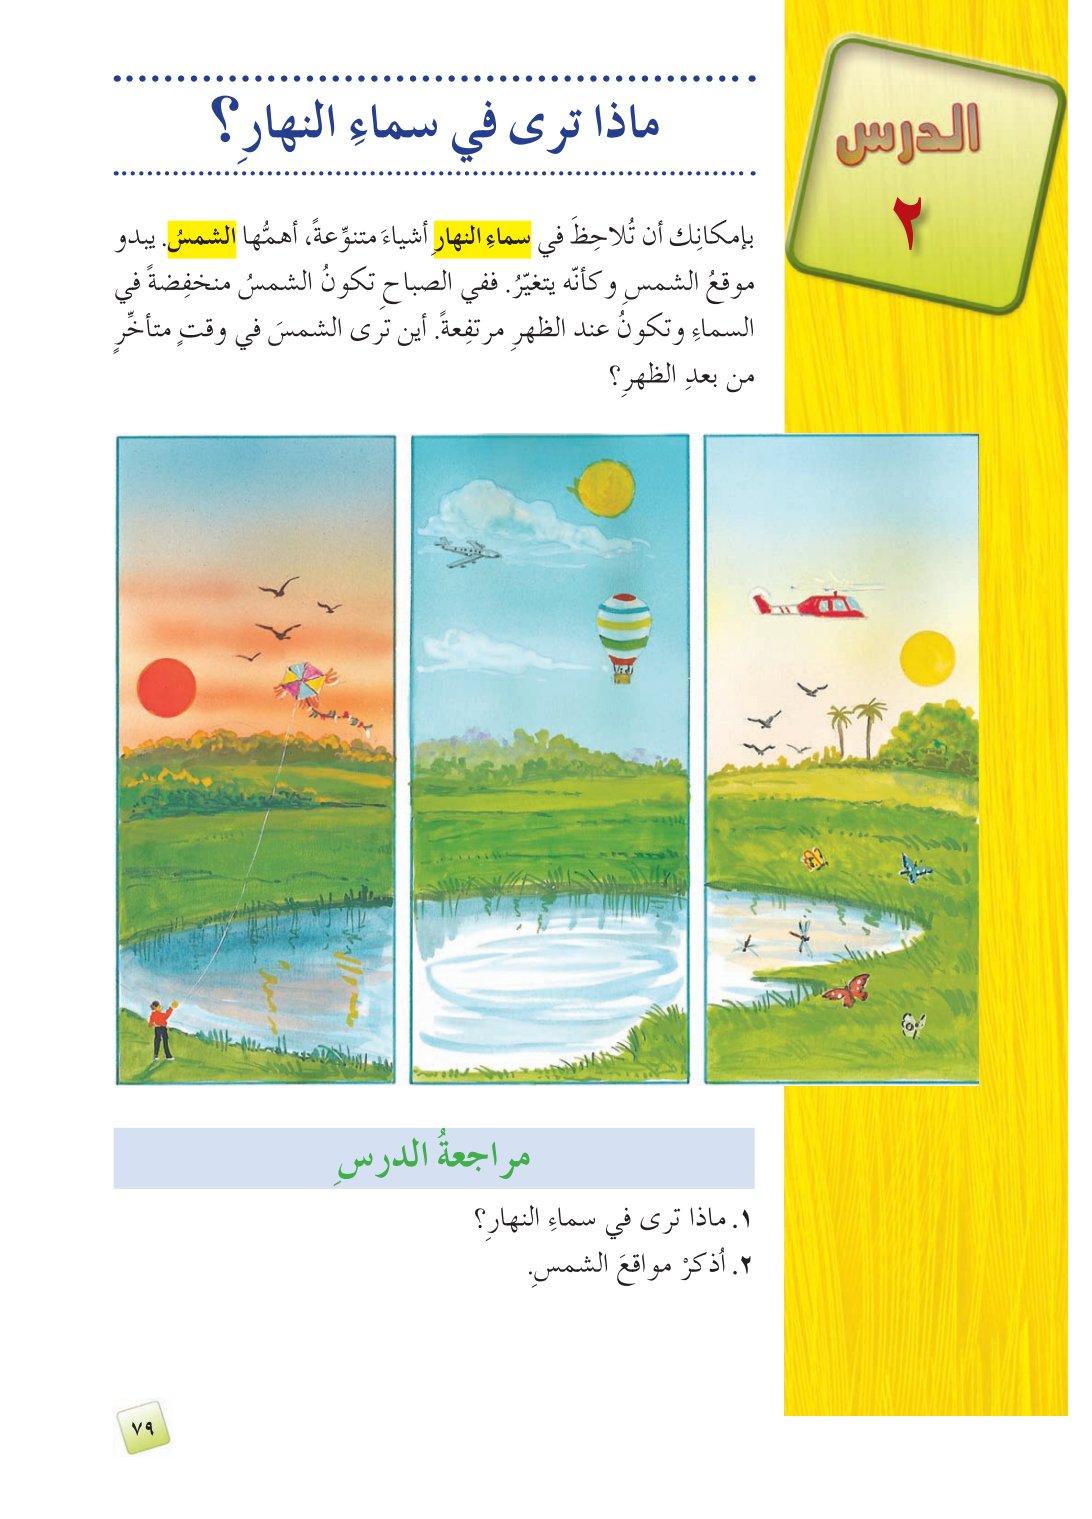 الدرس
٢
ماذا ترى في سماءِ النهارِ؟
بإمكانِك أن تُلاحِظَ في سماءِ النهارِ أشياءَ متنوِّعةً، أهمُّها الشمسُ. يبدو
موقعُ الشمسِ وكأنّه يتغيّرُ. ففي الصباحِ تكونُ الشمسُ منخفِضةً في
السماءِ وتكونُ عند الظهرِ مرتفِعةً. أين ترى الشمسَ في وقتٍ متأخِّرٍ
من بعدِ الظهرِ؟
مراجعةُ الدرسِ
١. ماذا ترى في سماءِ النهارِ؟
٢. اُذكرْ مواقعَ الشمسِ.
٧٩